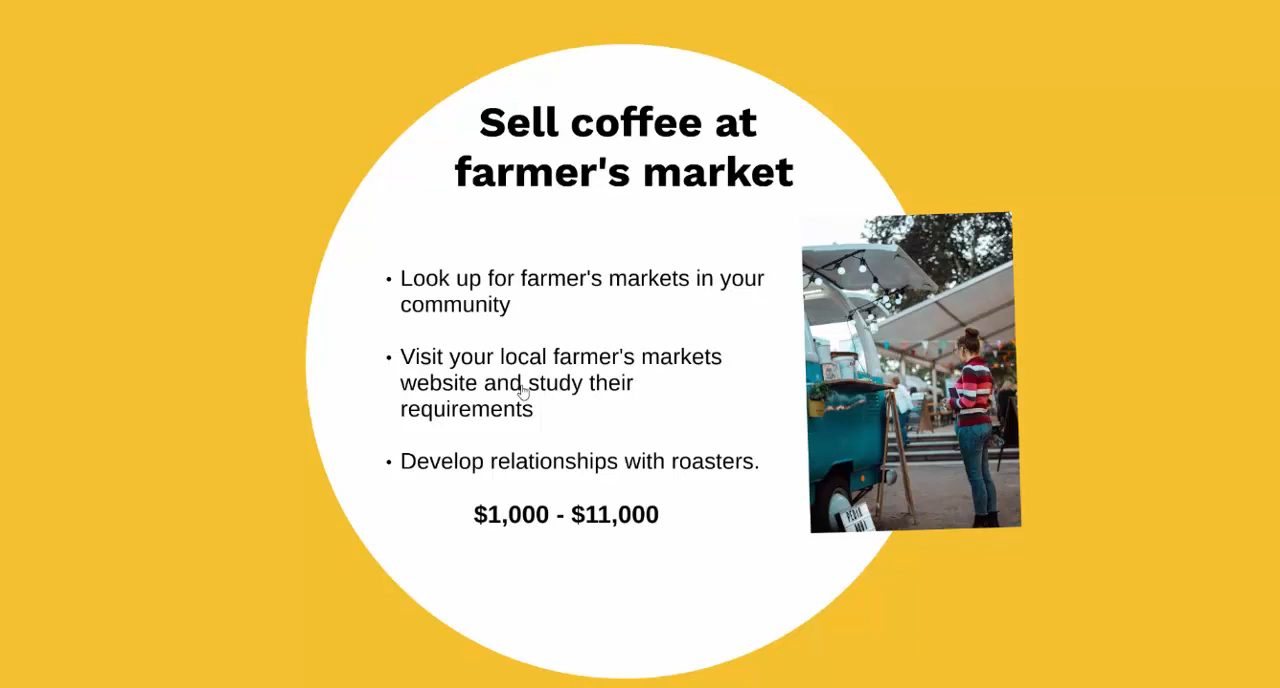 Sell coffee at
farmer's market
• Look up for farmer's markets in your
community
• Visit your local farmer's markets
website and study their
requirements
• Develop relationships with roasters.
$1,000 - $11,000